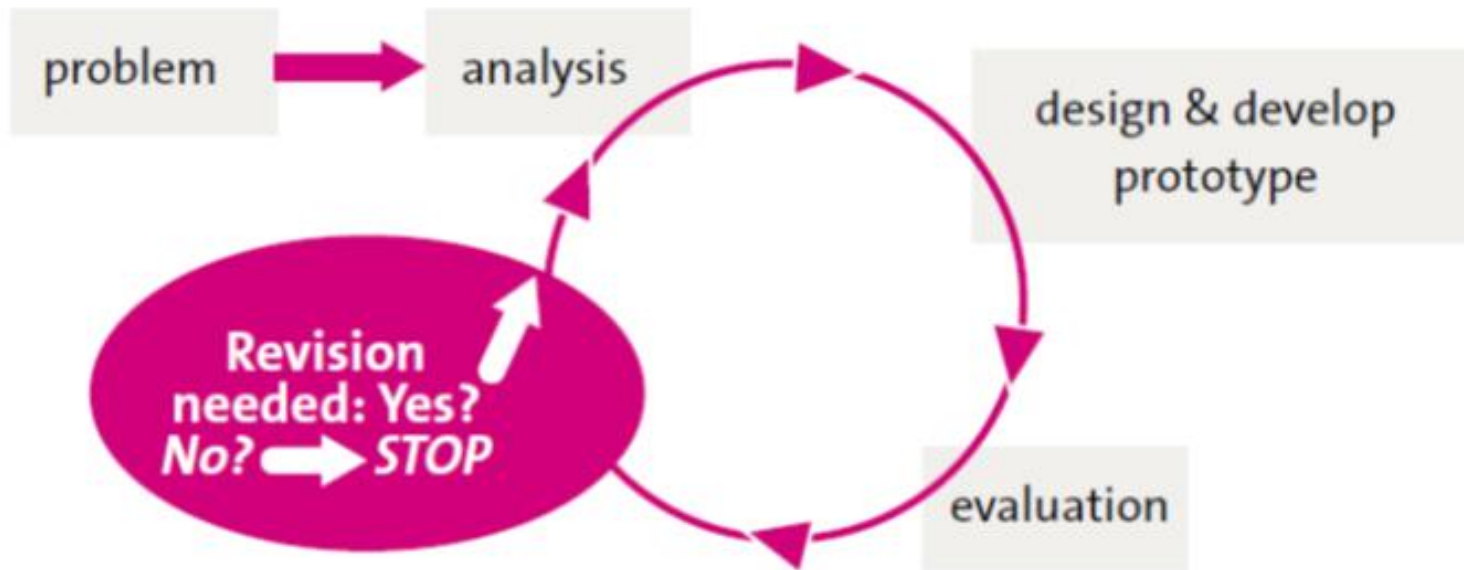 problem
analysis
design & develop
prototype
Revision
needed: Yes?
No? STOP
evaluation